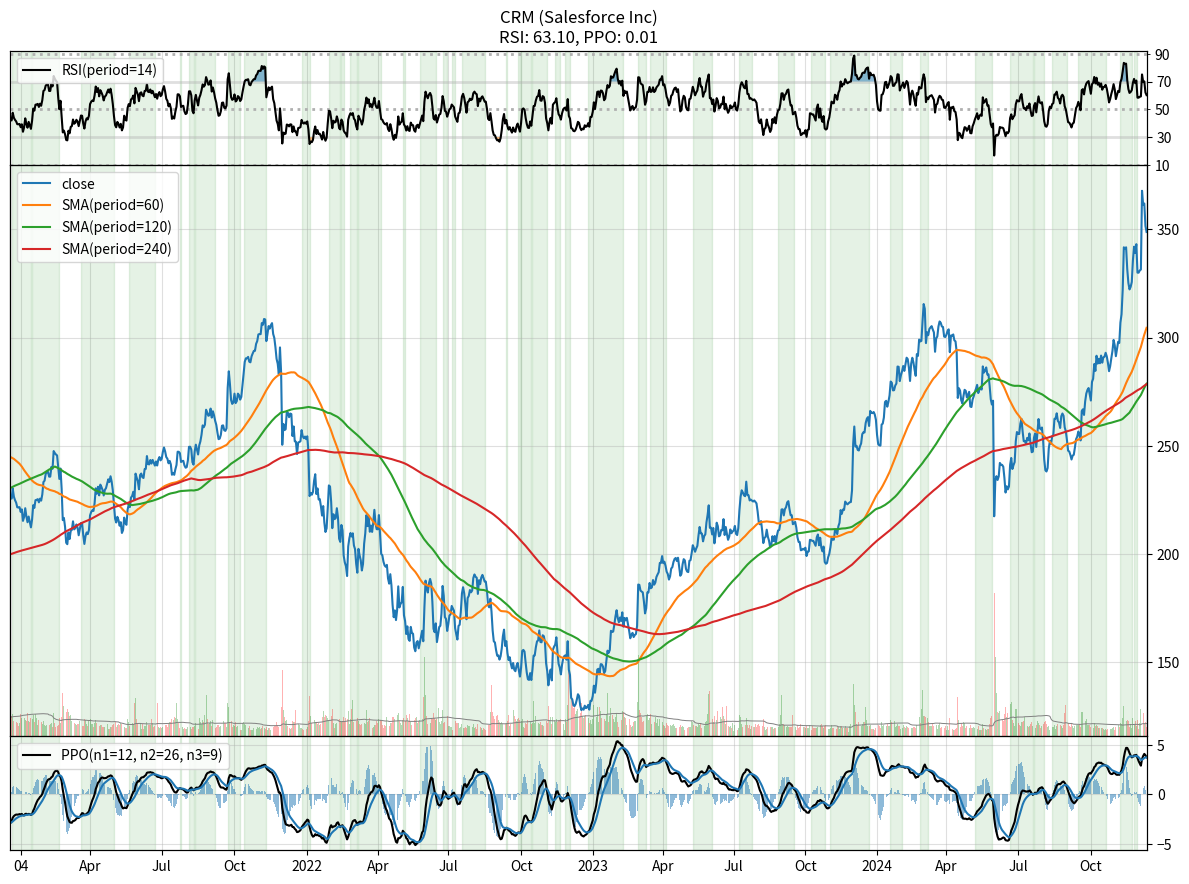 CRM (Salesforce Inc)
RSI: 63.10, PPO: 0.01
RSI(period=14)
90
70
50
30
10
close
SMA(period=60)
SMA(period=120)
SMA(period=240)
350
300
250
200
150
PPO(n1=12, n2=26, n3=9)
5
0
−5
04 Apr Jul Oct 2022 Apr Jul Oct 2023 Apr Jul Oct 2024 Apr Jul Oct